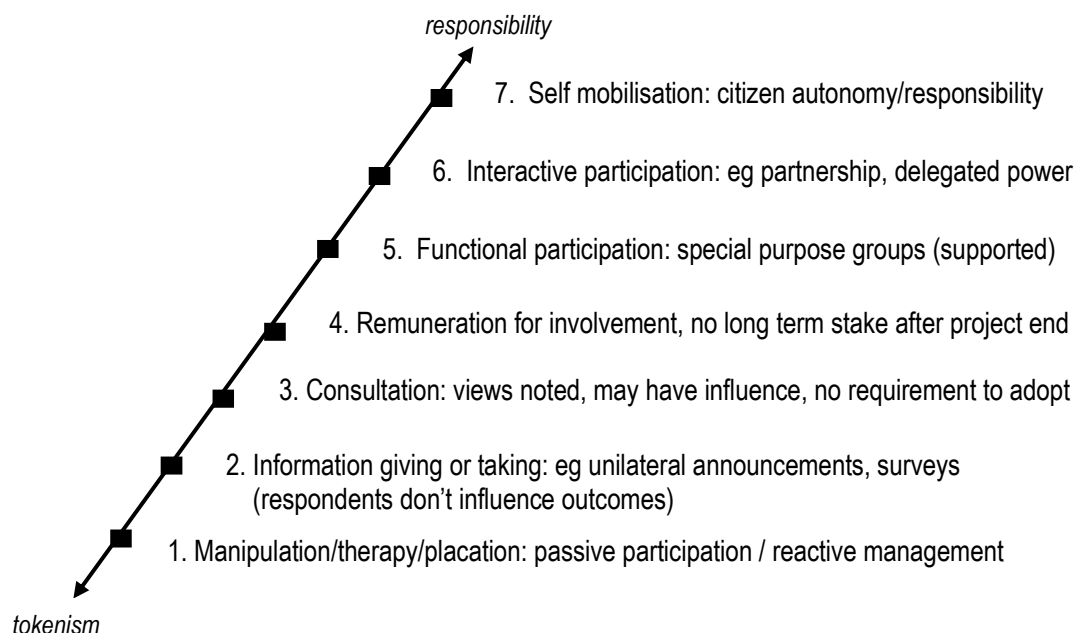 responsibility
7. Self mobilisation: citizen autonomy/responsibility
6. Interactive participation: eg partnership, delegated power
5. Functional participation: special purpose groups (supported)
4. Remuneration for involvement, no long term stake after project end
3. Consultation: views noted, may have influence, no requirement to adopt
2. Information giving or taking: eg unilateral announcements, surveys
(respondents don’t influence outcomes)
1. Manipulation/therapy/placation: passive participation / reactive management
tokenism